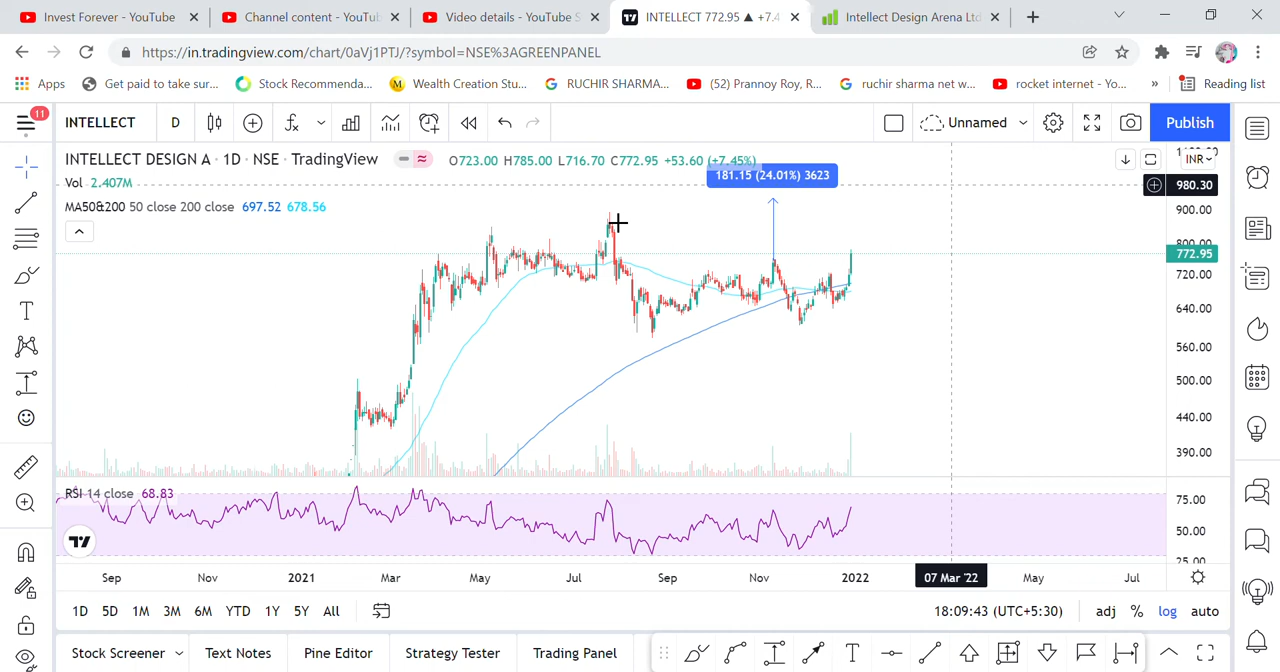 Invest Forever - YouTube
Channel content - YouTu
Video details - YouTube S
INTELLECT 772.95 ▲ +7.4
Intellect Design Arena Ltd
https://in.tradingview.com/chart/0aVj1PTJ/?symbol=NSE%3AGREENPANEL
Apps
Get paid to take sur...
Stock Recommenda...
Wealth Creation Stu...
RUCHIR SHARMA...
(52) Prannoy Roy, R...
ruchir sharma net w...
rocket internet - Yo...
»
Reading list
11
INTELLECT
D
Unnamed
Publish
INTELLECT DESIGN A · 1D · NSE · TradingView
O723.00 H785.00 L716.70 C772.95 +53.60 (+7.45%)
INR
Vol 2.407M
181.15 (24.01%) 3623
980.30
MA50&200 50 close 200 close 697.52 678.56
900.00
800.00
772.95
720.00
640.00
560.00
500.00
440.00
390.00
RSI 14 close 68.83
75.00
50.00
25.00
Sep
Nov
2021
Mar
May
Jul
Sep
Nov
2022
07 Mar '22
May
Jul
1D 5D 1M 3M 6M YTD 1Y 5Y All
18:09:43 (UTC+5:30)
adj % log auto
Stock Screener
Text Notes
Pine Editor
Strategy Tester
Trading Panel